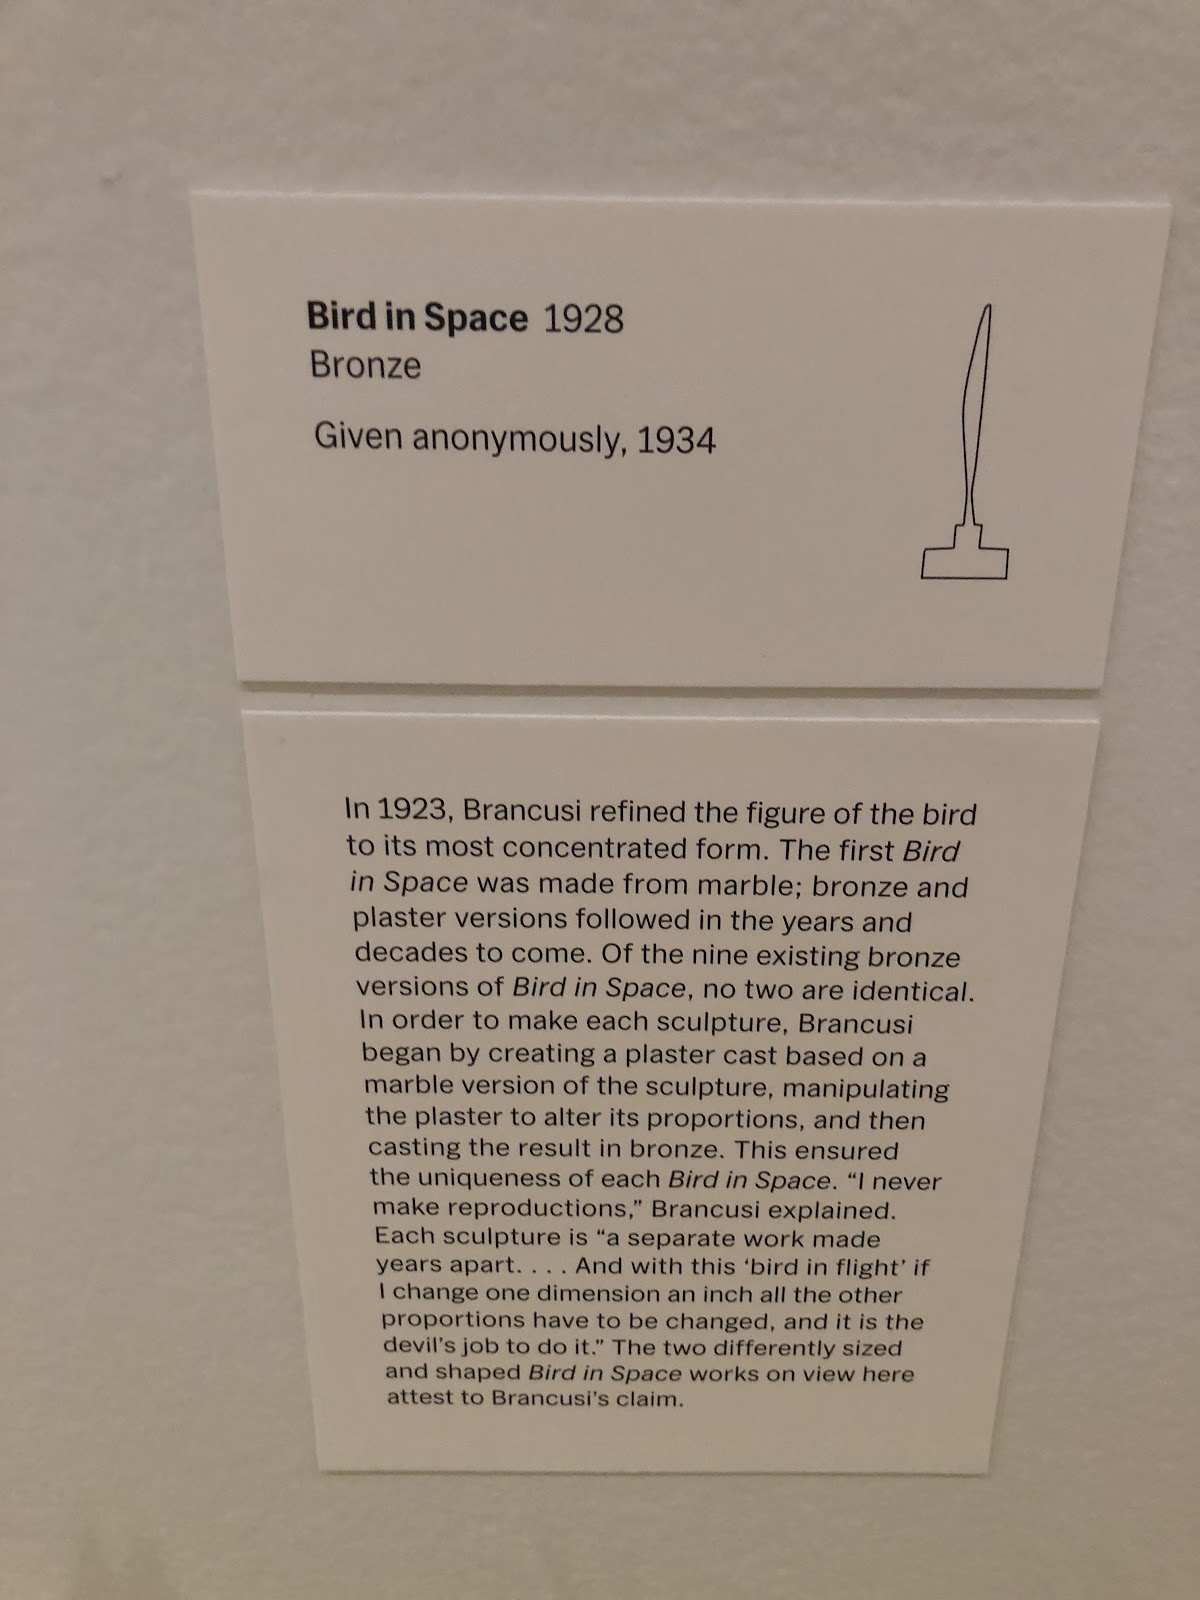 Bird in Space 1928
Bronze
Given anonymously, 1934
In 1923, Brancusi refined the figure of the bird
to its most concentrated form. The first Bird
in Space was made from marble; bronze and
plaster versions followed in the years and
decades to come. Of the nine existing bronze
versions of Bird in Space, no two are identical.
In order to make each sculpture, Brancusi
began by creating a plaster cast based on a
marble version of the sculpture, manipulating
the plaster to alter its proportions, and then
casting the result in bronze. This ensured
the uniqueness of each Bird in Space. “I never
make reproductions,” Brancusi explained.
Each sculpture is “a separate work made
years apart. . . . And with this ‘bird in flight’ if
I change one dimension an inch all the other
proportions have to be changed, and it is the
devil’s job to do it.” The two differently sized
and shaped Bird in Space works on view here
attest to Brancusi’s claim.